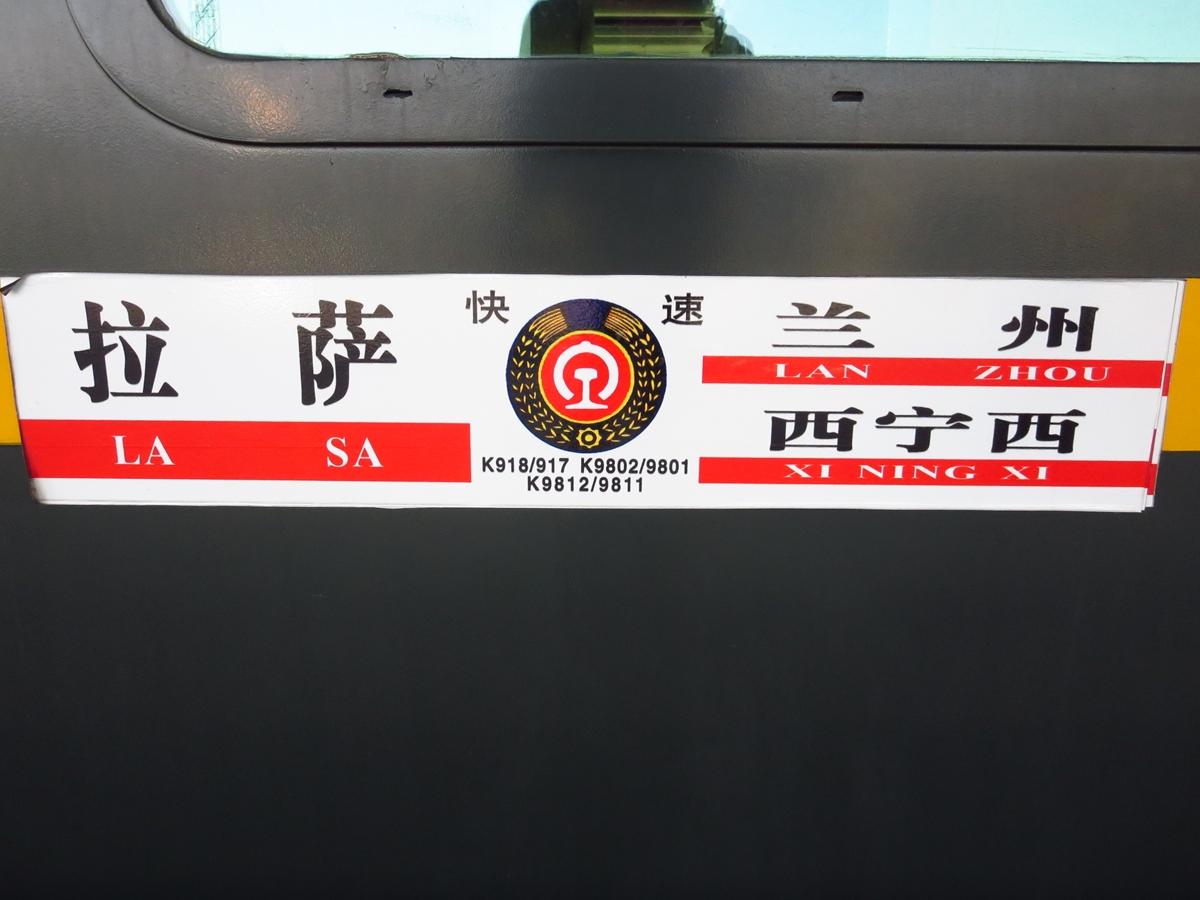 拉萨
LA SA
快速
K918/917 K9802/9801
K9812/9811
兰州
LAN ZHOU
西宁西
XI NING XI